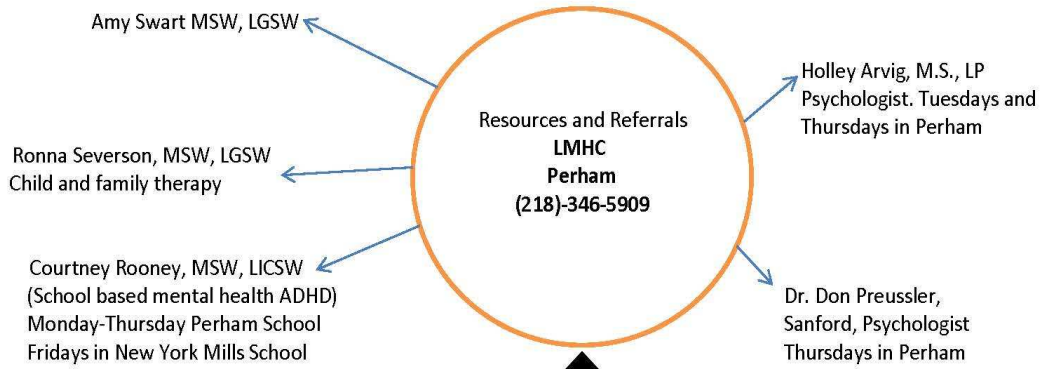 Amy Swart MSW, LGSW
Ronna Severson, MSW, LGSW
Child and family therapy
Courtney Rooney, MSW, LICSW
(School based mental health ADHD)
Monday-Thursday Perham School
Fridays in New York Mills School
Resources and Referrals
LMHC
Perham
(218)-346-5909
Holley Arvig, M.S., LP
Psychologist. Tuesdays and
Thursdays in Perham
Dr. Don Preussler,
Sanford, Psychologist
Thursdays in Perham